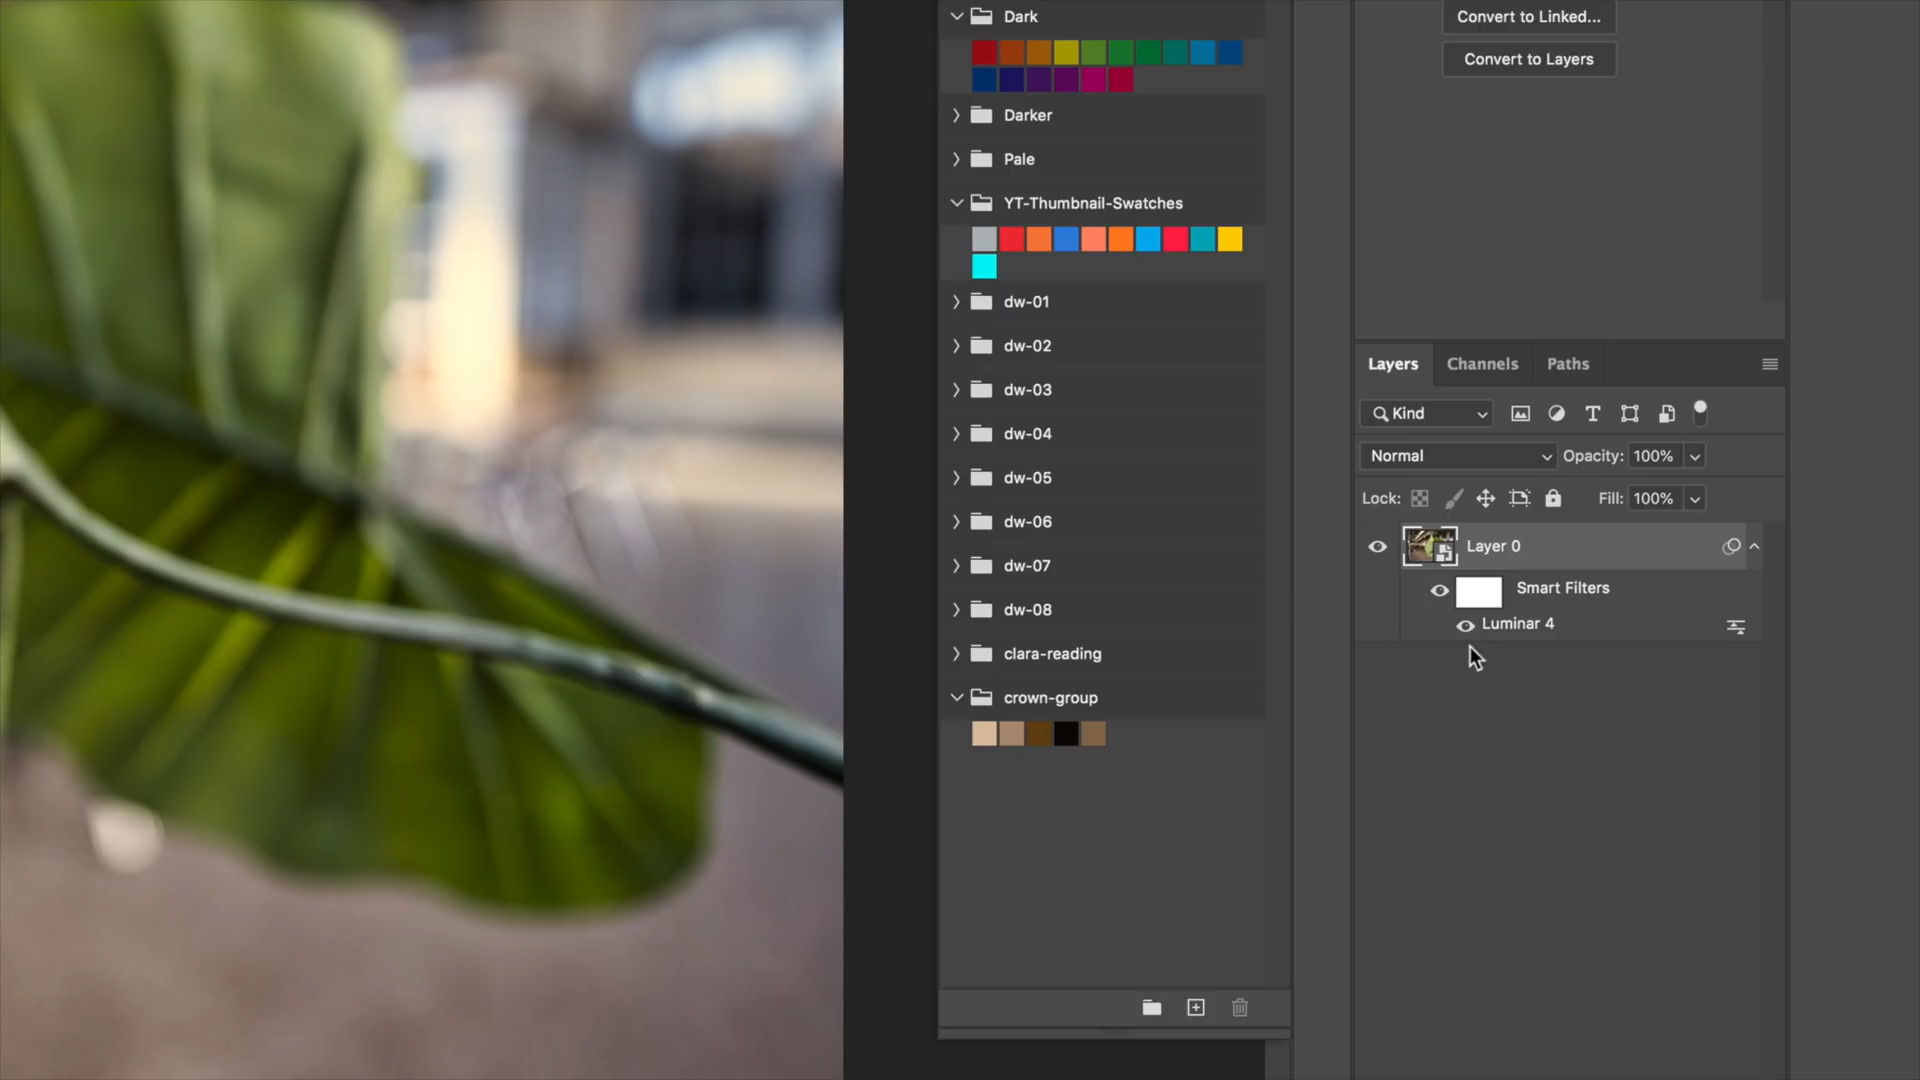 Dark
Darker
Pale
YT-Thumbnail-Swatches
dw-01
dw-02
dw-03
dw-04
dw-05
dw-06
dw-07
dw-08
clara-reading
crown-group
Convert to Linked...
Convert to Layers
Layers Channels Paths
Kind
Normal Opacity: 100%
Lock: Fill: 100%
Layer 0
Smart Filters
Luminar 4